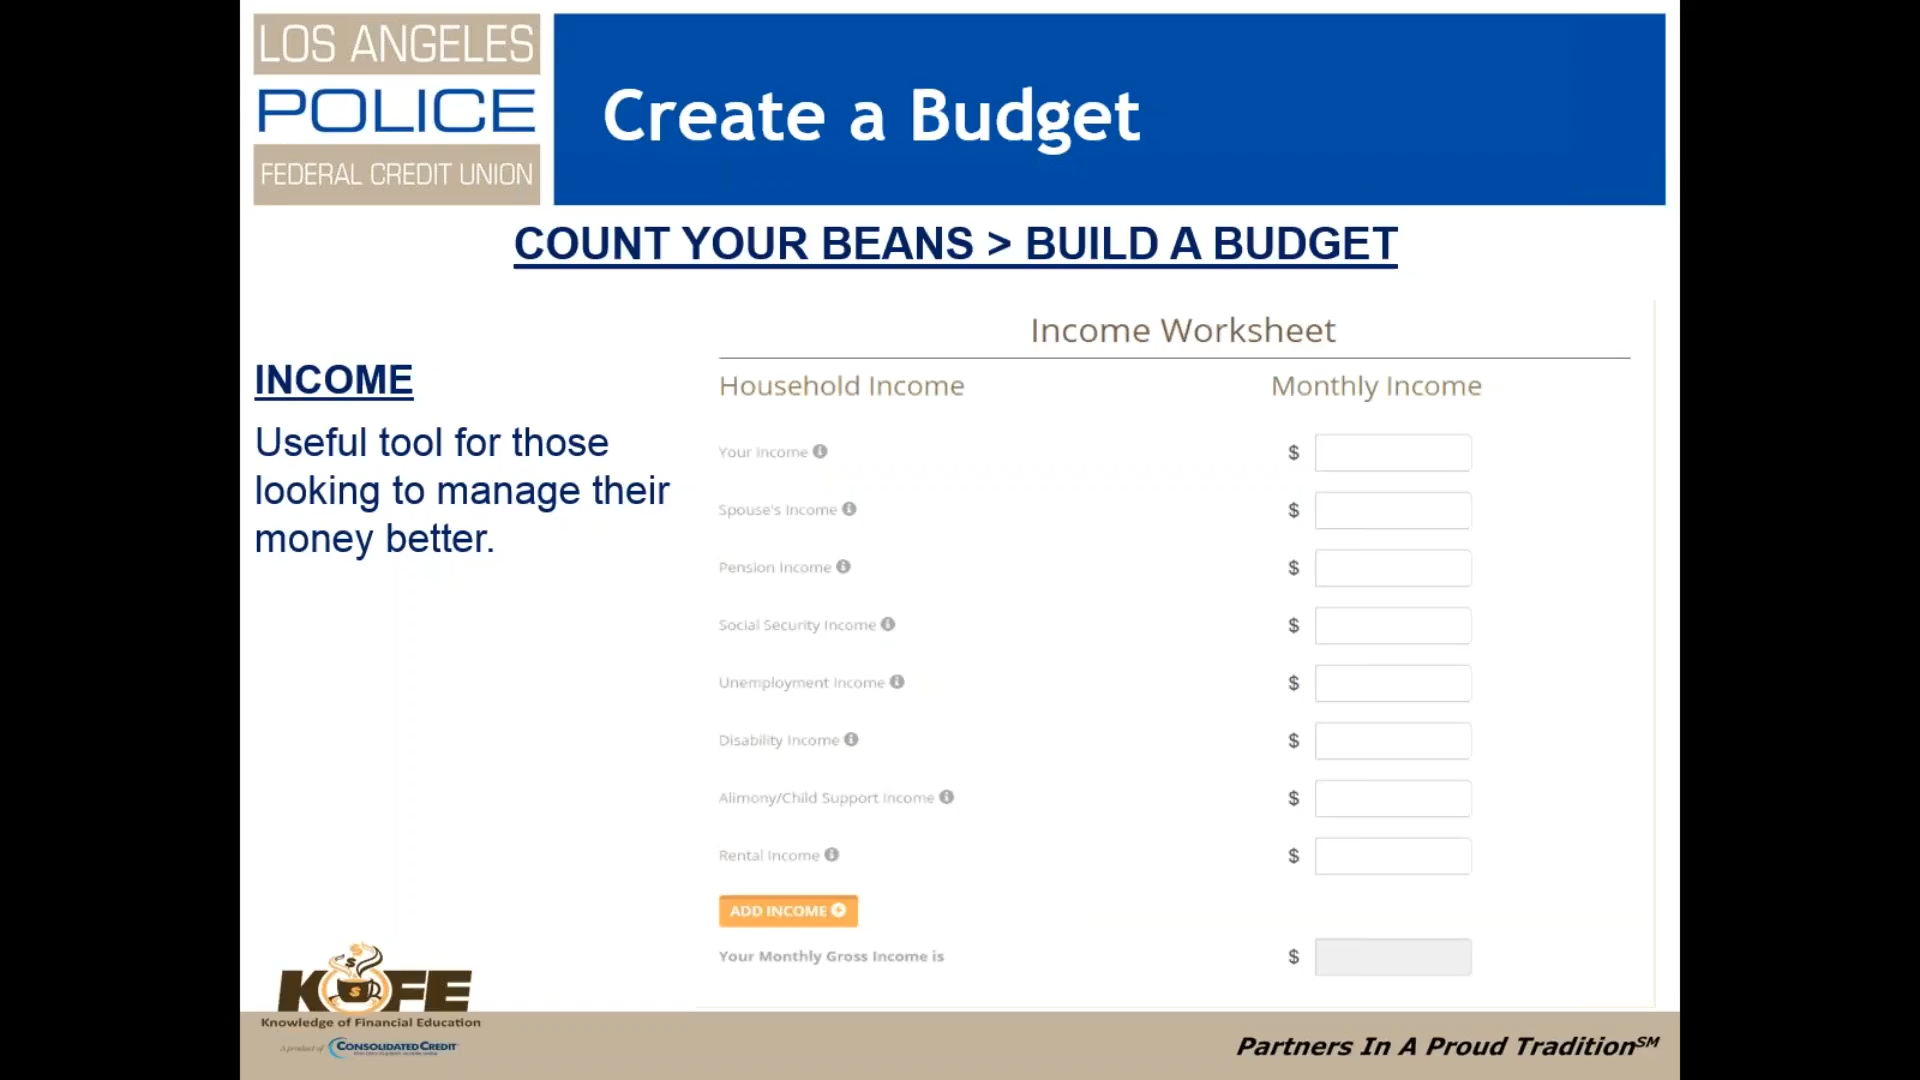 LOS ANGELES
POLICE
FEDERAL CREDIT UNION
Create a Budget
COUNT YOUR BEANS > BUILD A BUDGET
INCOME
Useful tool for those
looking to manage their
money better.
Income Worksheet
Household Income Monthly Income
Your Income $
Spouse's Income $
Pension Income $
Social Security Income $
Unemployment Income $
Disability Income $
Alimony/Child Support Income $
Rental Income $
ADD INCOME
Your Monthly Gross Income is $
KOFE
Knowledge of Financial Education
A product of CONSOLIDATED CREDIT
Partners In A Proud Tradition℠